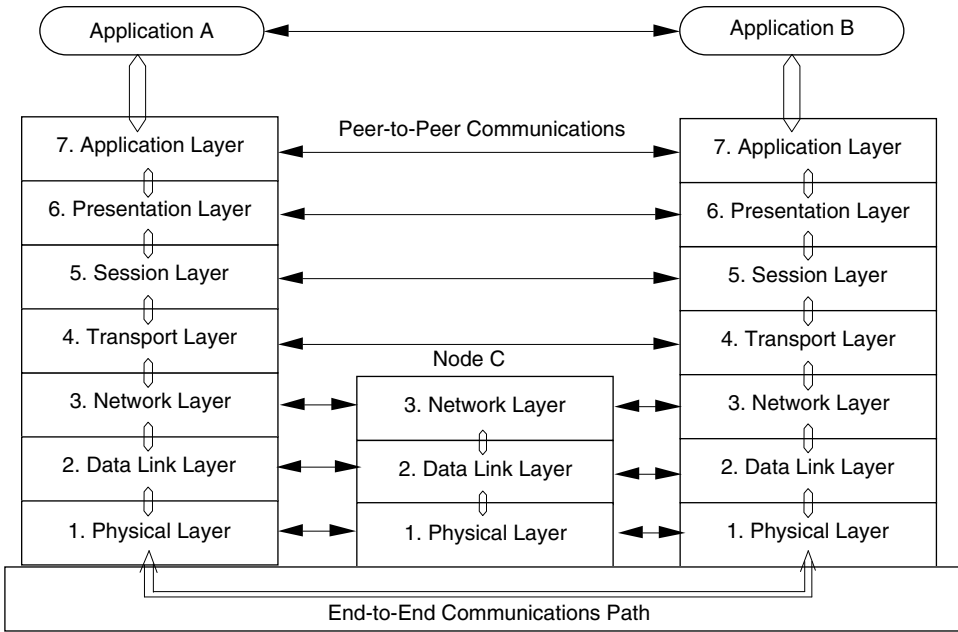 Application A
Application B
Peer-to-Peer Communications
7. Application Layer
7. Application Layer
6. Presentation Layer
6. Presentation Layer
5. Session Layer
5. Session Layer
4. Transport Layer
4. Transport Layer
Node C
3. Network Layer
3. Network Layer
3. Network Layer
2. Data Link Layer
2. Data Link Layer
2. Data Link Layer
1. Physical Layer
1. Physical Layer
1. Physical Layer
End-to-End Communications Path